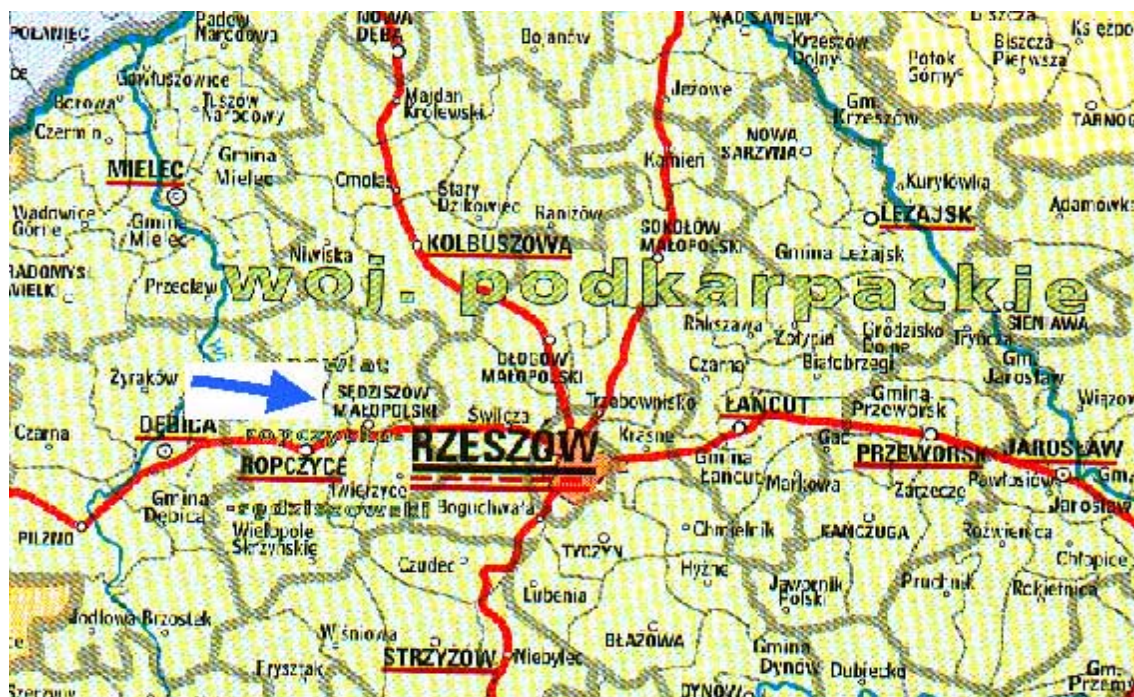 POŁANIEC
Padew
Narodowa
NOWA
DĘBA
Bojanów
NAD SANEM
Krzeszów
Dolny
Potok
Górny
Biszcza
Pierwsza
Gawłuszowice
Borowa
Tuszów
Narodowy
Czermin
Majdan
Królewski
Jeżowe
Gm.
Krzeszów
TARNOG
MIELEC
Gmina
Mielec
Cmolas
Stary
Dzikowiec
Raniżów
Kamień
NOWA
SARZYNA
Kuryłówka
LEŻAJSK
Adamówka
Wadowice
Górne
Gmina
Mielec
Niwiska
KOLBUSZOWA
SOKOŁÓW
MAŁOPOLSKI
Gmina Leżajsk
RADOMYŚL
WIELKI
Przecław
woj. podkarpackie
Rakszawa
Żołynia
Grodzisko
Dolne
Tryńcza
SIENIAWA
Gm.
Jarosław
Żyraków
powiat
SĘDZISZÓW
MAŁOPOLSKI
GŁOGÓW
MAŁOPOLSKI
Czarna
Białobrzegi
Trzebownisko
ŁAŃCUT
Gmina
Przeworsk
Wiązow
Czarna
DĘBICA
ropczycko-
Świlcza
RZESZÓW
Krasne
Gać
PRZEWORSK
JAROSŁAW
ROPCZYCE
Gmina
Łańcut
Markowa
Zarzecze
Pawłosiów
Gm.
Jarosław
Gmina
Dębica
-sędziszowski
Boguchwała
PILZNO
Wielopole
Skrzyńskie
Chmielnik
KAŃCZUGA
Roźwienica
Chłopice
Czudec
TYCZYN
Hyżne
Jawornik
Polski
Pruchnik
Rokietnica
Lubenia
Jodłowa
Brzostek
Wiśniowa
BŁAŻOWA
Frysztak
STRZYŻÓW
Niebylec
Gmina
Dynów
Dubiecko
Gm.
Przemy
DYNÓW